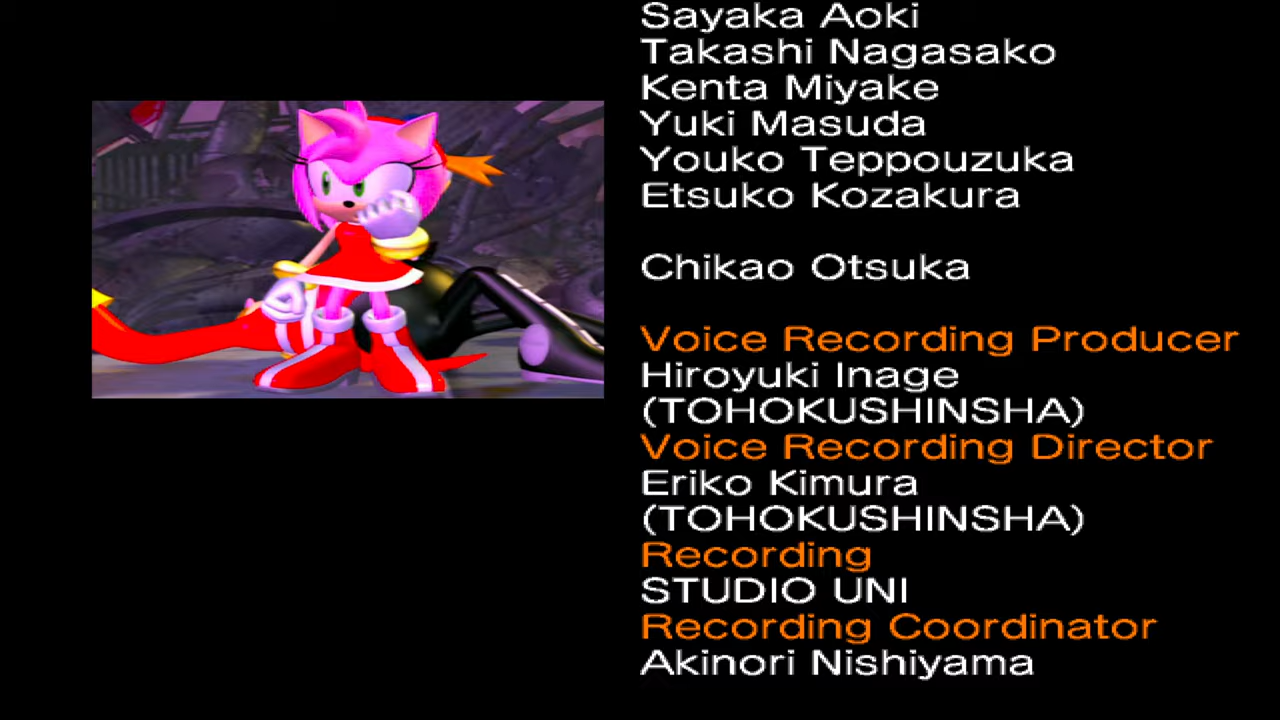 Sayaka Aoki
Takashi Nagasako
Kenta Miyake
Yuki Masuda
Youko Teppouzuka
Etsuko Kozakura
Chikao Otsuka
Voice Recording Producer
Hiroyuki Inage
(TOHOKUSHINSHA)
Voice Recording Director
Eriko Kimura
(TOHOKUSHINSHA)
Recording
STUDIO UNI
Recording Coordinator
Akinori Nishiyama